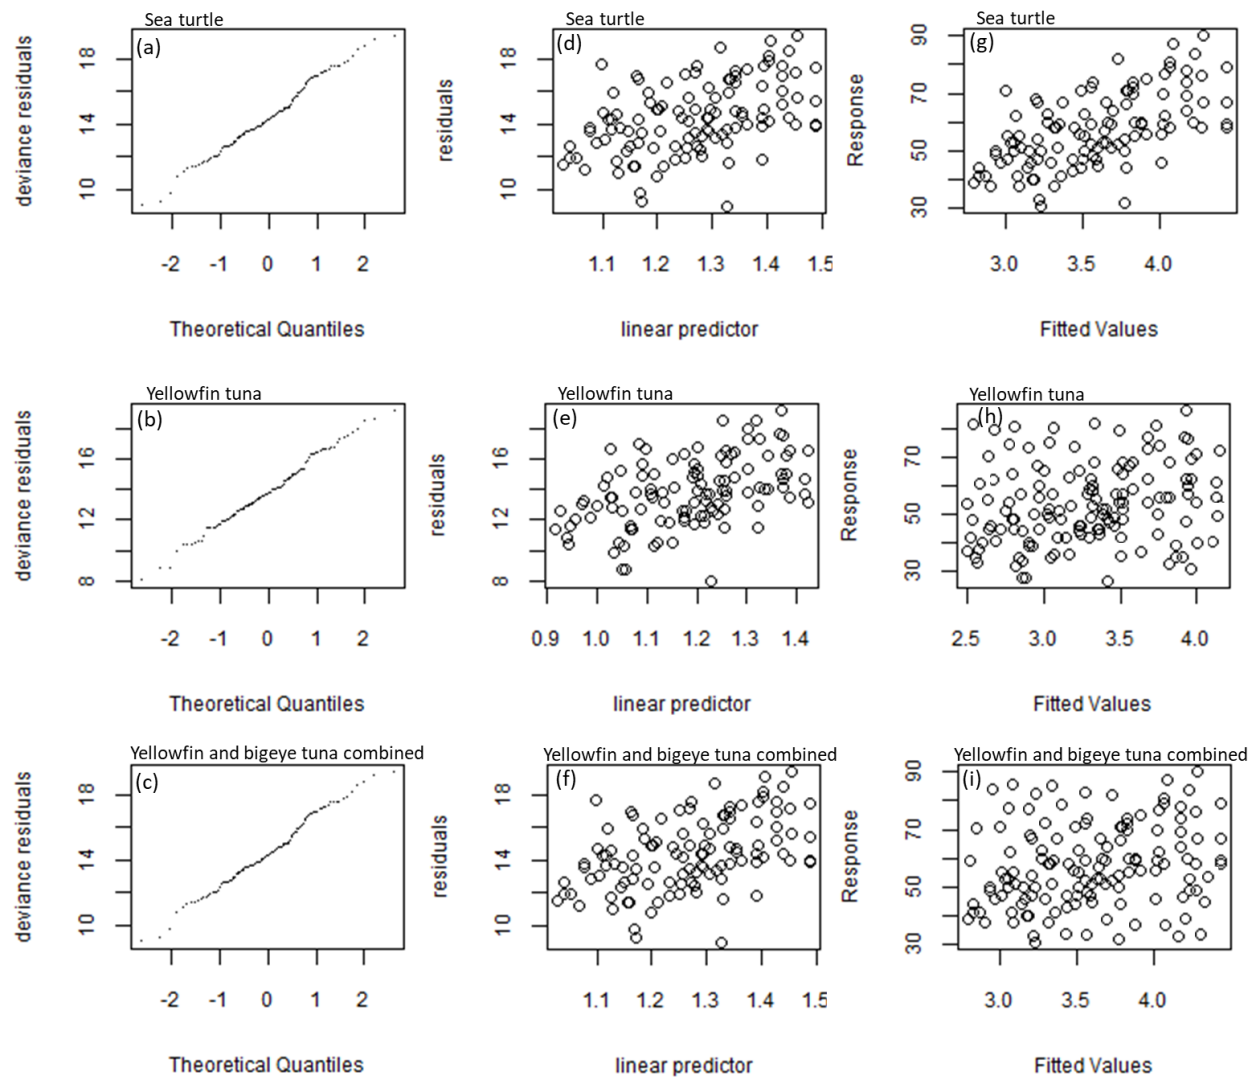 Sea turtle
(a)
deviance residuals
10 14 18
-2 -1 0 1 2
Theoretical Quantiles
Sea turtle
(d)
residuals
10 14 18
1.1 1.2 1.3 1.4 1.5
linear predictor
Sea turtle
(g)
Response
30 50 70 90
3.0 3.5 4.0
Fitted Values
Yellowfin tuna
(b)
deviance residuals
8 12 16
-2 -1 0 1 2
Theoretical Quantiles
Yellowfin tuna
(e)
residuals
8 12 16
0.9 1.0 1.1 1.2 1.3 1.4
linear predictor
Yellowfin tuna
(h)
Response
30 50 70
2.5 3.0 3.5 4.0
Fitted Values
Yellowfin and bigeye tuna combined
(c)
deviance residuals
10 14 18
-2 -1 0 1 2
Theoretical Quantiles
Yellowfin and bigeye tuna combined
(f)
residuals
10 14 18
1.1 1.2 1.3 1.4 1.5
linear predictor
Yellowfin and bigeye tuna combined
(i)
Response
30 50 70 90
3.0 3.5 4.0
Fitted Values